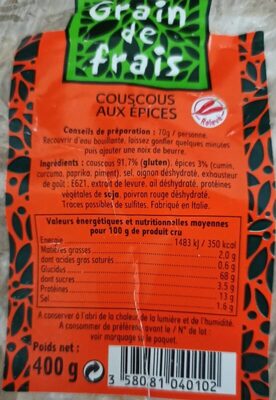 Grain
de
frais
COUSCOUS
AUX ÉPICES
Relevé
Conseils de préparation : 70g / personne.
Recouvrir d'eau bouillante, laissez gonfler quelques minutes
puis ajouter une noix de beurre.
Ingrédients : couscous 91,7% (gluten), épices 3% (cumin,
curcuma, paprika, piment), sel, oignon déshydraté, exhausteur
de goût : E621, extrait de levure, ail déshydraté, protéines
végétales de soja, poivron rouge déshydraté.
Traces possibles de sulfites. Fabriqué en Italie.
Valeurs énergétiques et nutritionnelles moyennes
pour 100 g de produit cru
Energie 1483 kJ / 350 kcal
Matières grasses 2,0 g
dont acides gras saturés 0,6 g
Glucides 68 g
dont sucres 3,5 g
Protéines 13 g
Sel 1,6 g
A conserver à l'abri de la chaleur de la lumière et de l'humidité.
A consommer de préférence avant le / N° de lot :
voir marquage sur le paquet.
Poids net :
400 g
3 580.81 040102